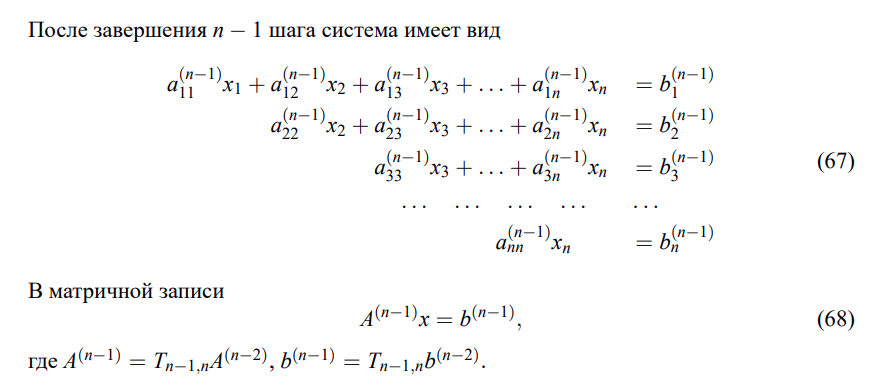 После завершения n − 1 шага система имеет вид
a_{11}^{(n−1)}x_1 + a_{12}^{(n−1)}x_2 + a_{13}^{(n−1)}x_3 + … + a_{1n}^{(n−1)}x_n = b_1^{(n−1)}
a_{22}^{(n−1)}x_2 + a_{23}^{(n−1)}x_3 + … + a_{2n}^{(n−1)}x_n = b_2^{(n−1)}
a_{33}^{(n−1)}x_3 + … + a_{3n}^{(n−1)}x_n = b_3^{(n−1)} (67)
… … … … …
a_{nn}^{(n−1)}x_n = b_n^{(n−1)}
В матричной записи
A^{(n−1)}x = b^{(n−1)}, (68)
где A^{(n−1)} = T_{n−1,n}A^{(n−2)}, b^{(n−1)} = T_{n−1,n}b^{(n−2)}.